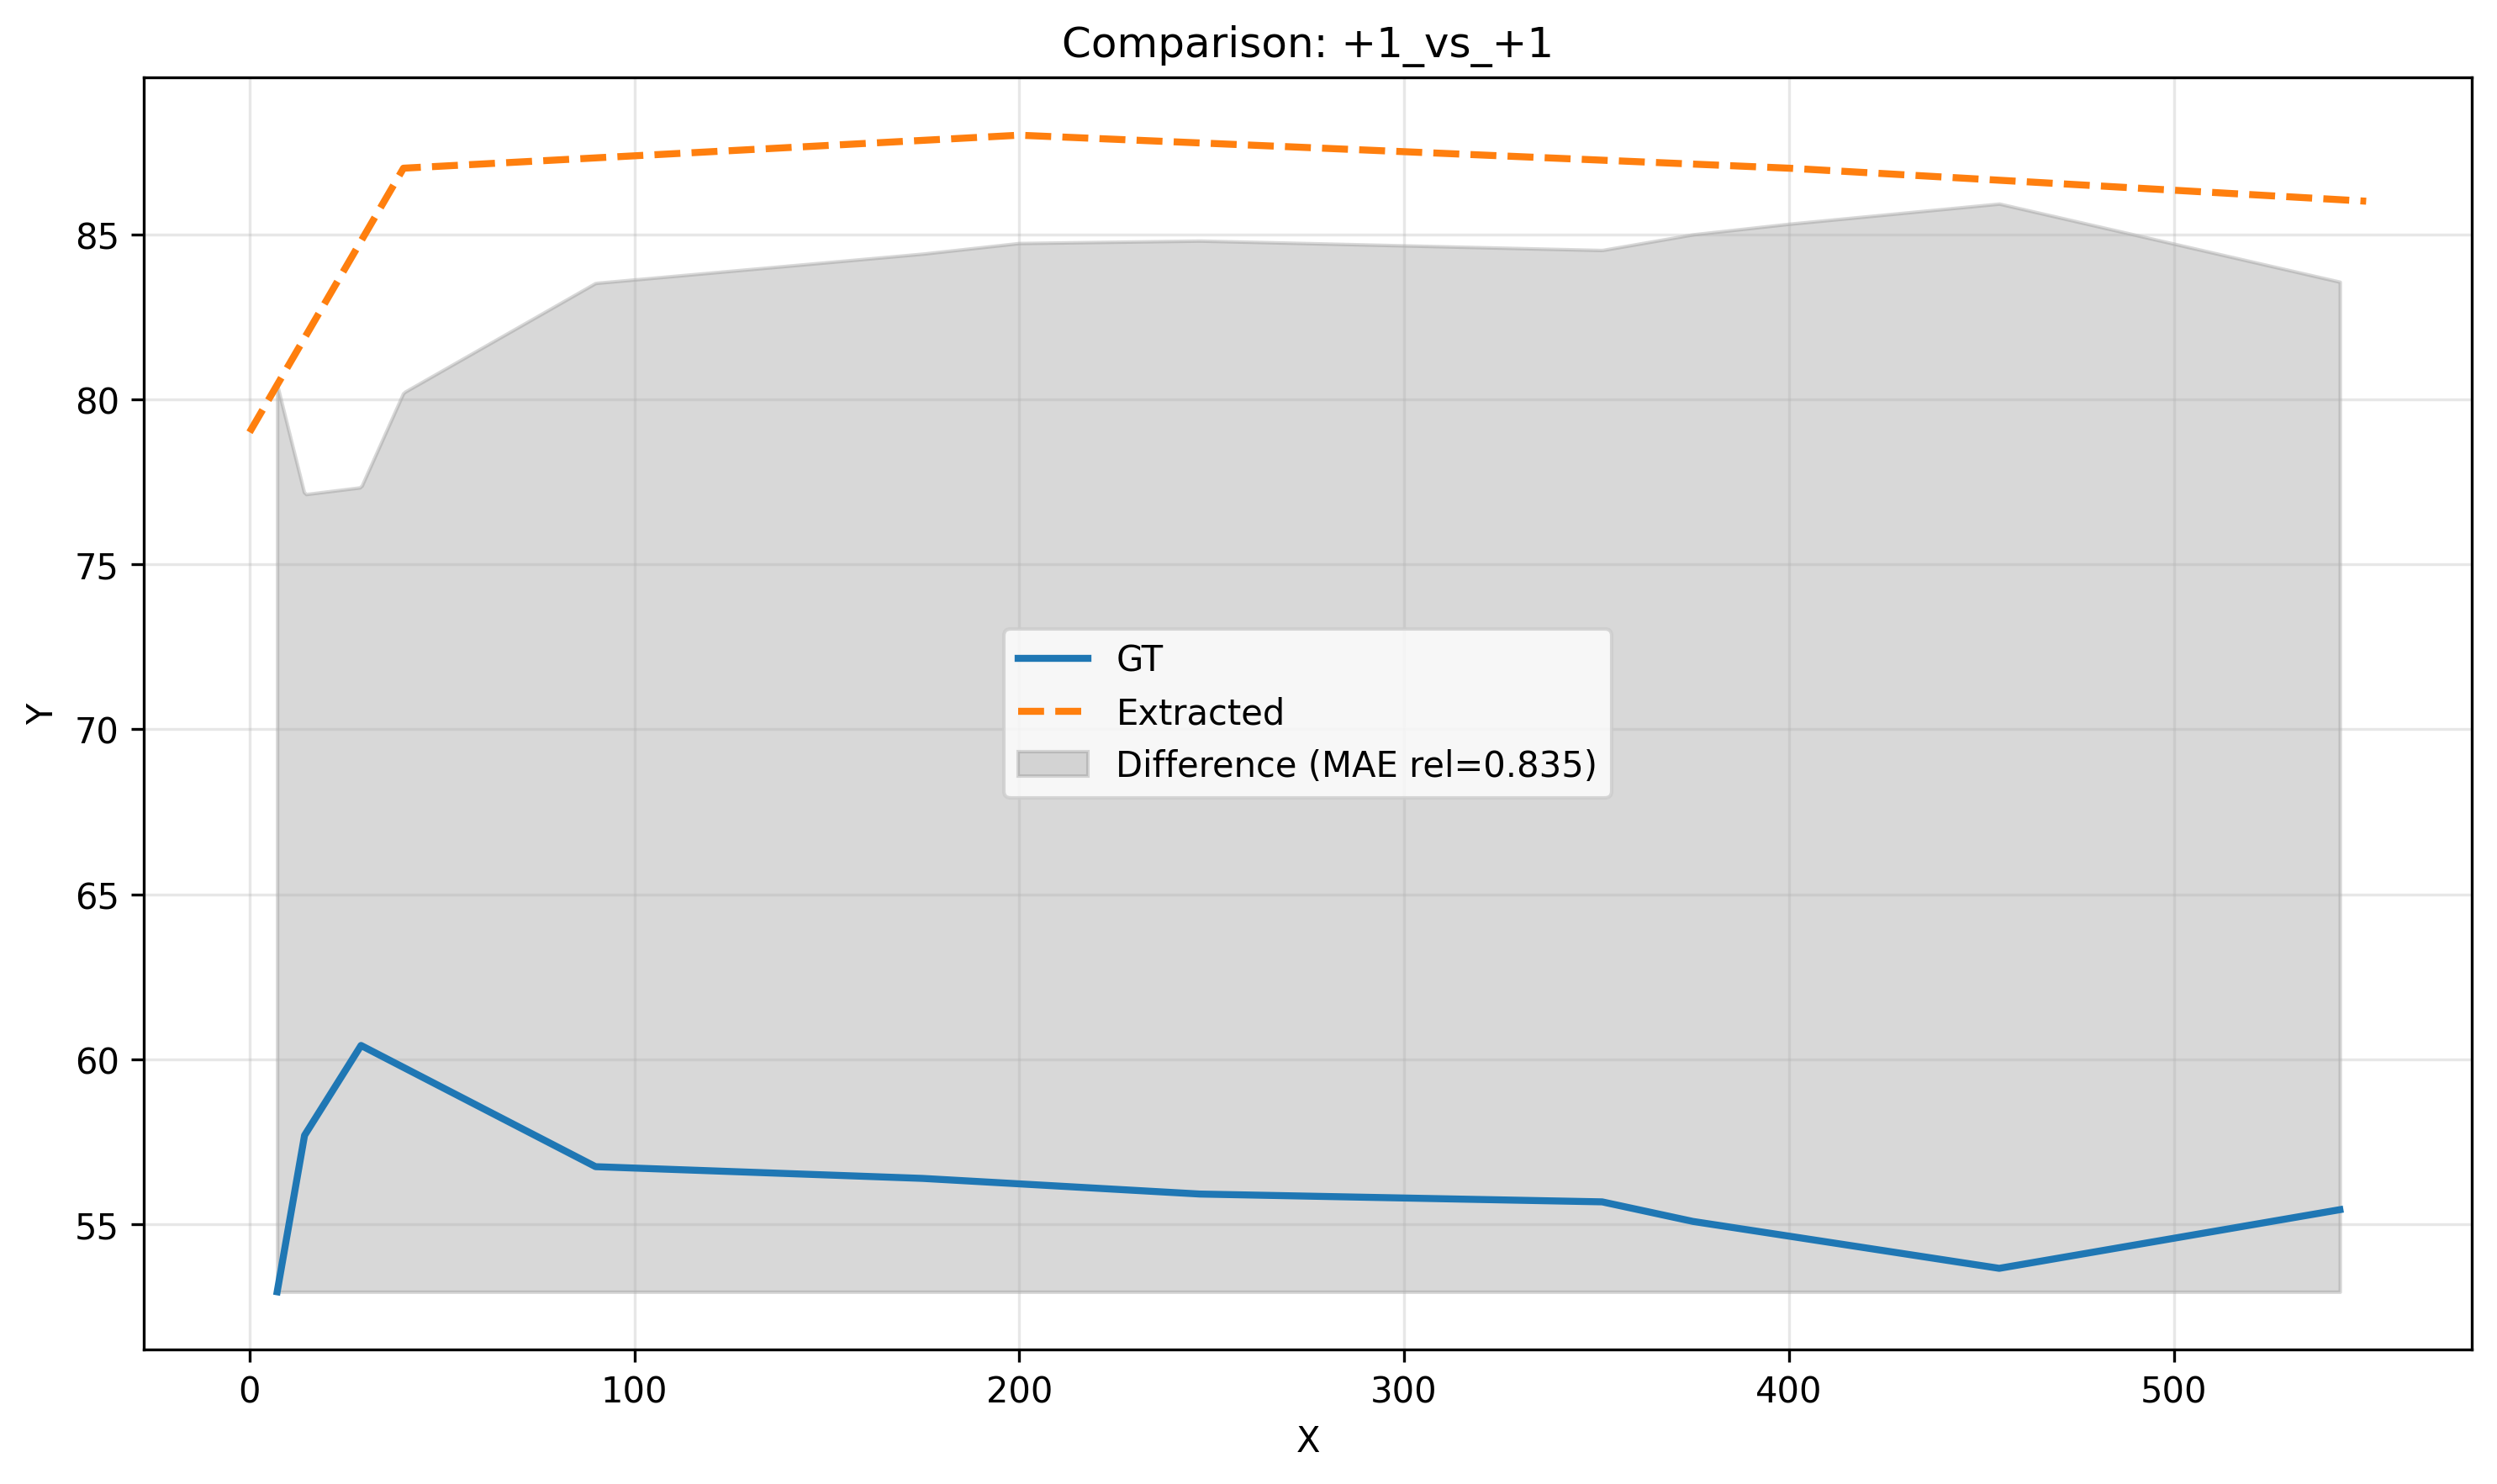 Comparison: +1_vs_+1
85
80
75
70
65
60
55
Y
GT
Extracted
Difference (MAE rel=0.835)
0 100 200 300 400 500
X